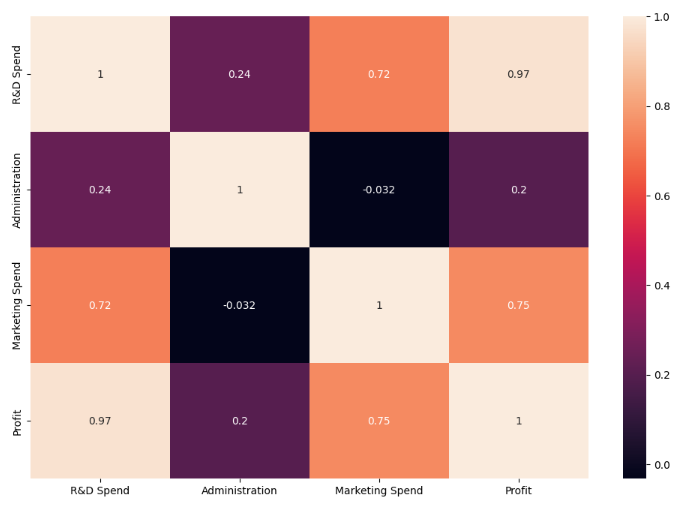 R&D Spend
1
0.24
0.72
0.97
Administration
0.24
1
-0.032
0.2
Marketing Spend
0.72
-0.032
1
0.75
Profit
0.97
0.2
0.75
1
R&D Spend
Administration
Marketing Spend
Profit
1.0
0.8
0.6
0.4
0.2
0.0